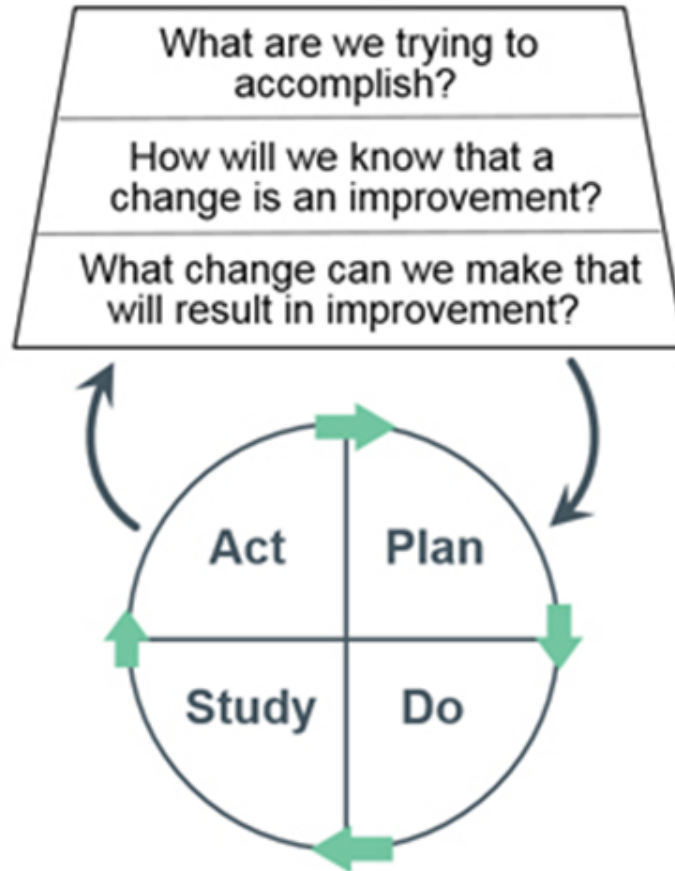 What are we trying to
accomplish?
How will we know that a
change is an improvement?
What change can we make that
will result in improvement?
Act
Plan
Study
Do